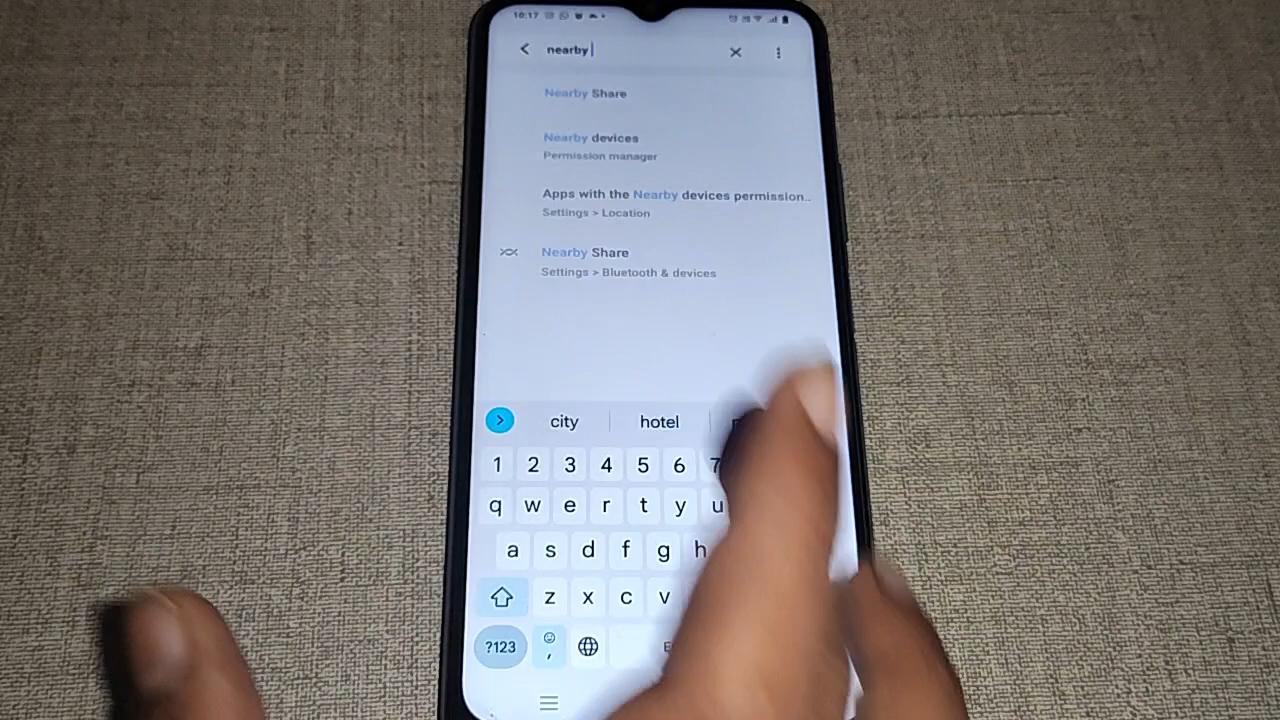 10:17
nearby
Nearby Share
Nearby devices
Permission manager
Apps with the Nearby devices permission..
Settings > Location
Nearby Share
Settings > Bluetooth & devices
city hotel
1 2 3 4 5 6 7
q w e r t y u
a s d f g h
z x c v
?123 ,